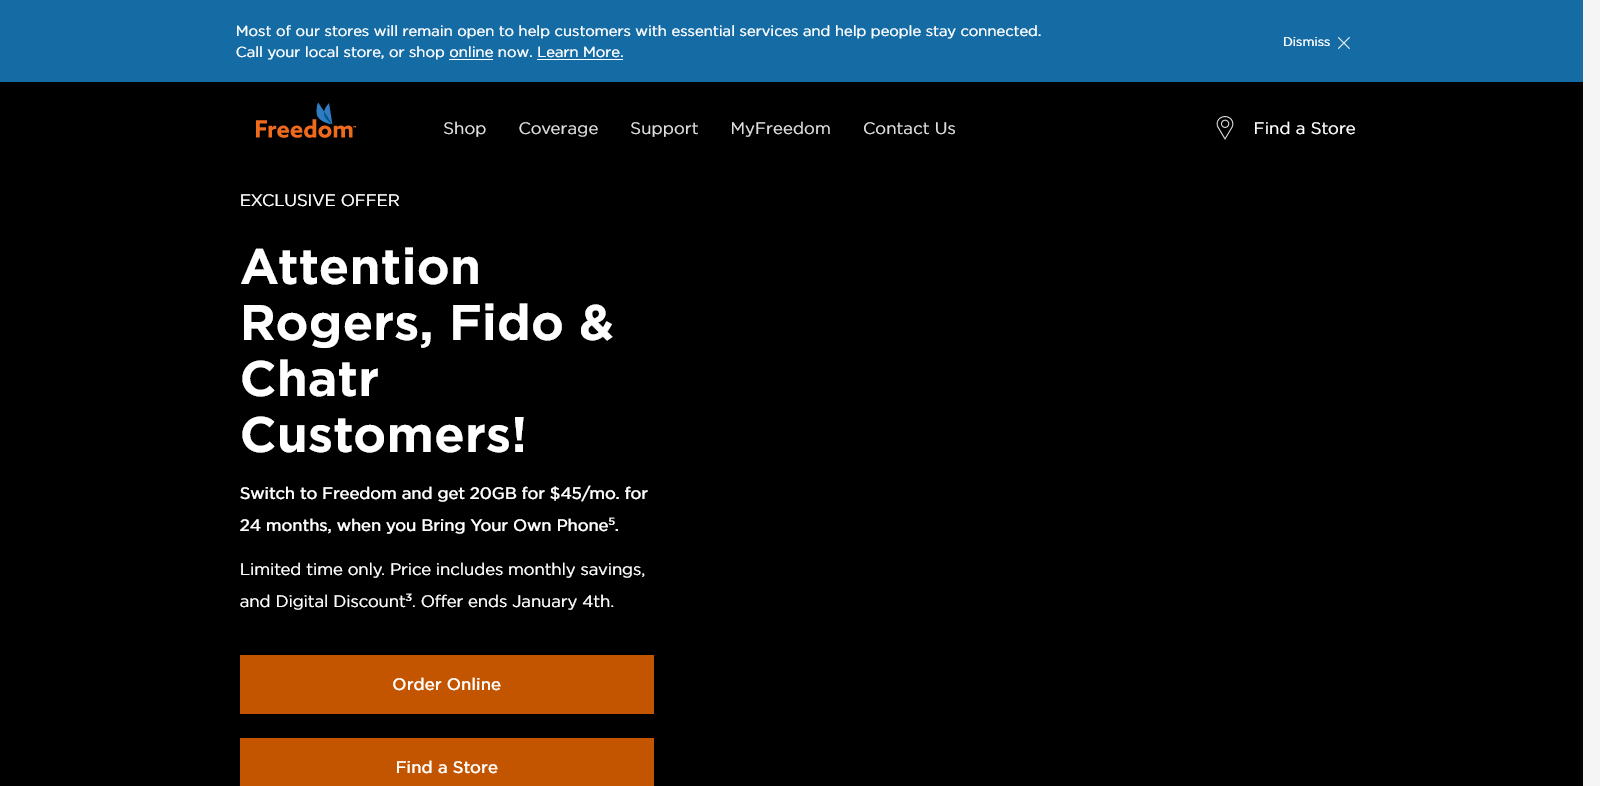 Most of our stores will remain open to help customers with essential services and help people stay connected.
Call your local store, or shop online now. Learn More.
Dismiss
Freedom
Shop
Coverage
Support
MyFreedom
Contact Us
Find a Store
EXCLUSIVE OFFER
Attention
Rogers, Fido &
Chatr
Customers!
Switch to Freedom and get 20GB for $45/mo. for
24 months, when you Bring Your Own Phone⁵.
Limited time only. Price includes monthly savings,
and Digital Discount³. Offer ends January 4th.
Order Online
Find a Store